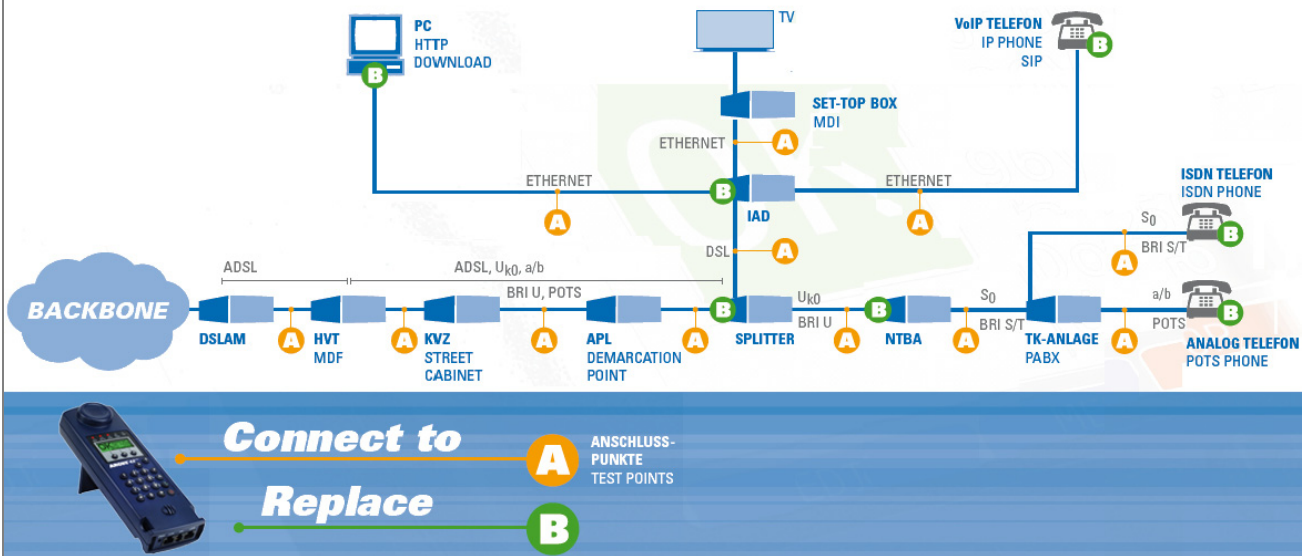 PC
HTTP
DOWNLOAD
B
TV
VoIP TELEFON
IP PHONE
SIP
B
SET-TOP BOX
MDI
ETHERNET
A
ETHERNET
A
B
IAD
ETHERNET
A
ISDN TELEFON
ISDN PHONE
B
S0
BRI S/T
A
DSL
A
BACKBONE
ADSL
ADSL, Uk0, a/b
BRI U, POTS
DSLAM
A
HVT
MDF
A
KVZ
STREET
CABINET
A
APL
DEMARCATION
POINT
A
B
SPLITTER
Uk0
BRI U
A
B
NTBA
S0
BRI S/T
A
TK-ANLAGE
PABX
a/b
POTS
A
B
ANALOG TELEFON
POTS PHONE
Connect to
A
ANSCHLUSS-
PUNKTE
TEST POINTS
Replace
B